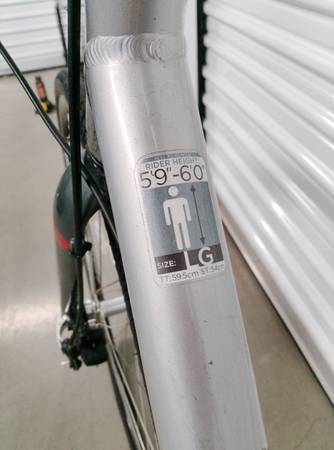 RIDER HEIGHT:
5'9"-6'0"
SIZE: LG
TT:59.5cm ST:54cm